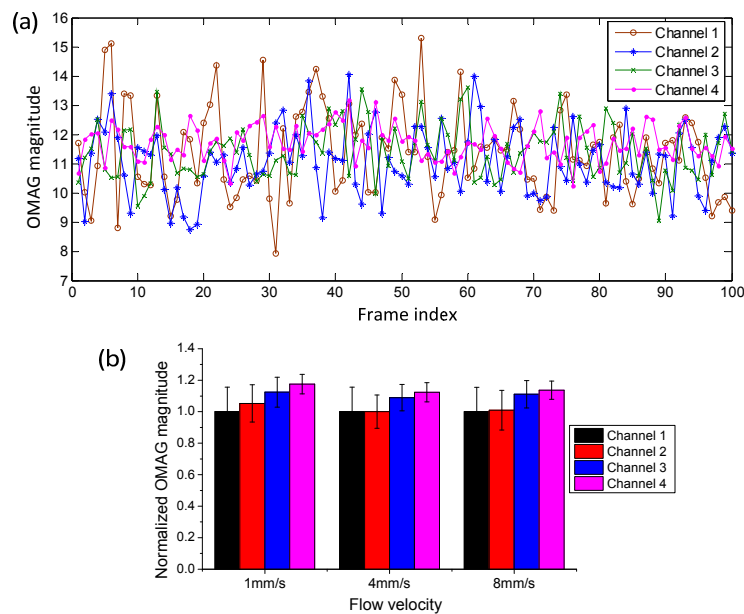 (a)
16
15
14
13
12
11
10
9
8
7
OMAG magnitude
Channel 1
Channel 2
Channel 3
Channel 4
0 10 20 30 40 50 60 70 80 90 100
Frame index
(b)
1.4
1.2
1.0
0.8
0.6
0.4
0.2
0.0
Normalized OMAG magnitude
Channel 1
Channel 2
Channel 3
Channel 4
1mm/s 4mm/s 8mm/s
Flow velocity